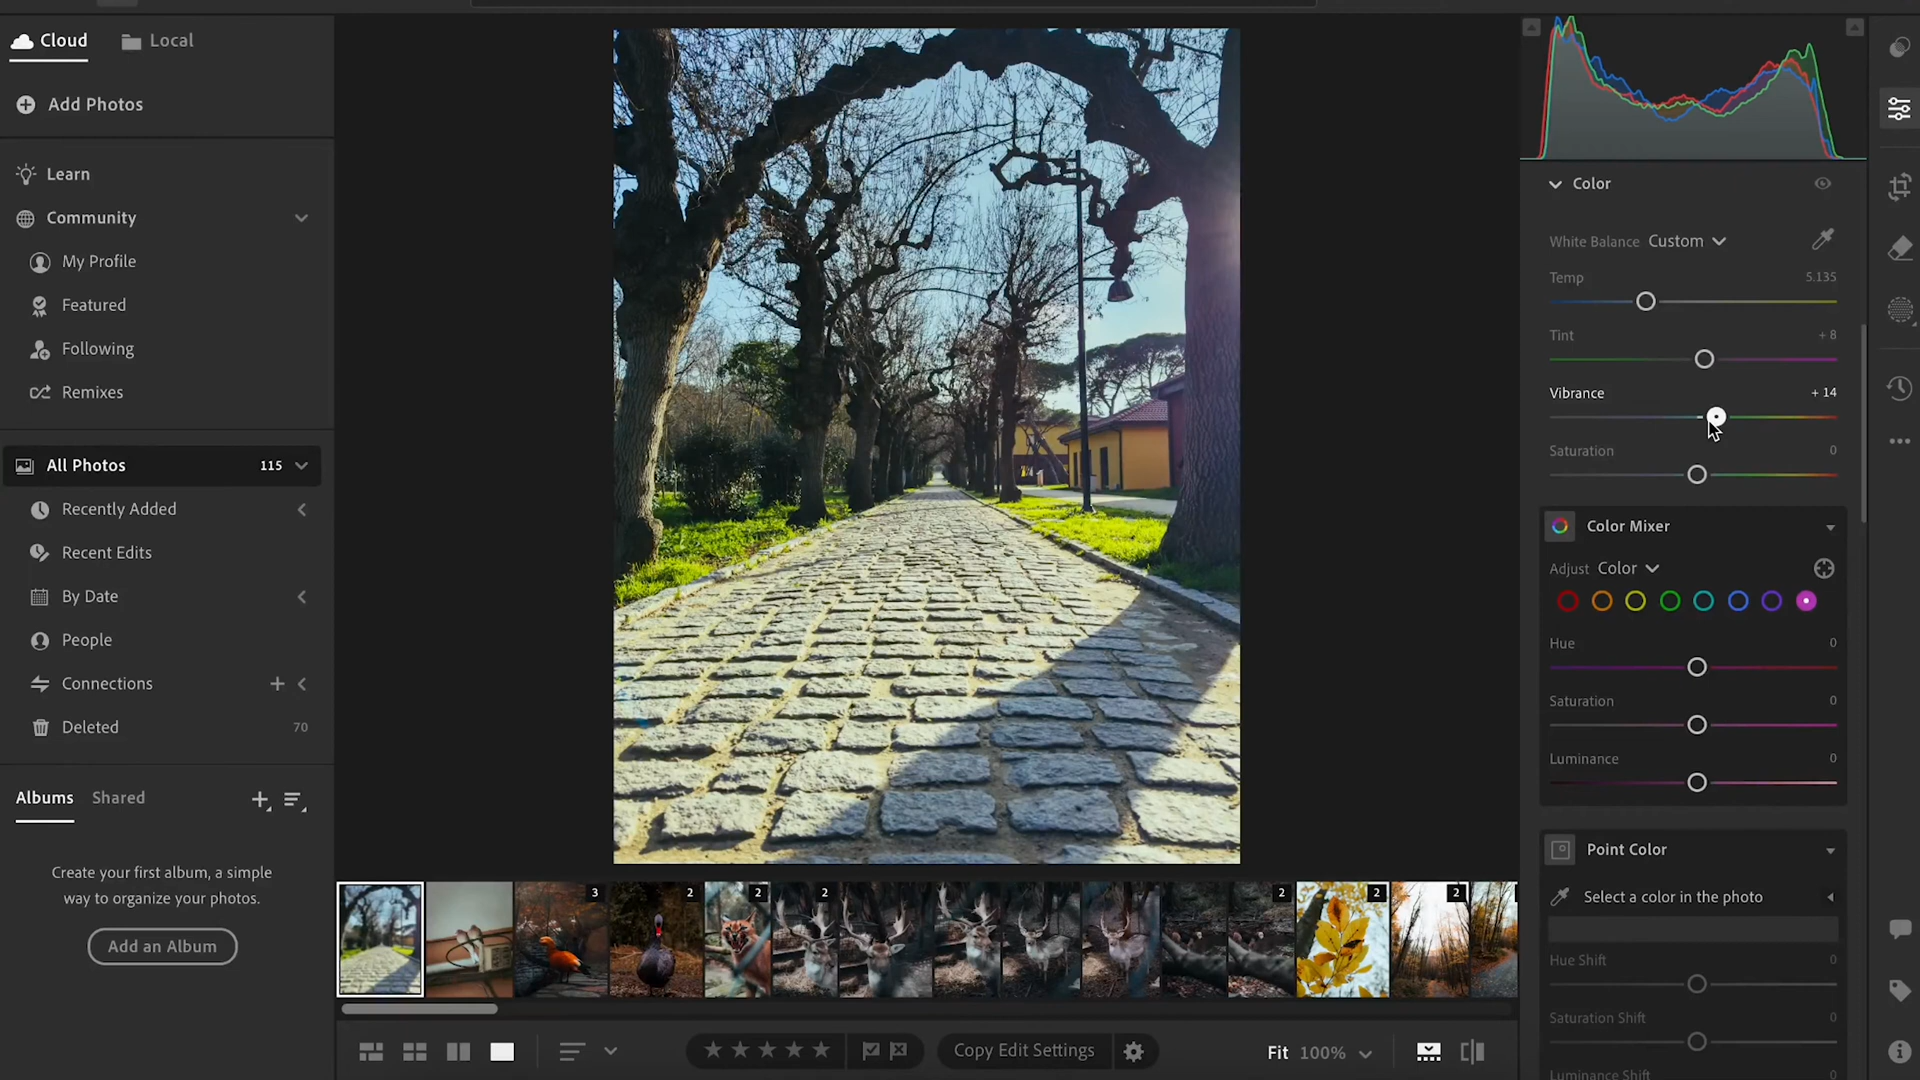 Cloud
Local
Add Photos
Learn
Community
My Profile
Featured
Following
Remixes
All Photos 115
Recently Added
Recent Edits
By Date
People
Connections
Deleted 70
Albums Shared
Create your first album, a simple
way to organize your photos.
Add an Album
3
2
2
2
2
2
2
Copy Edit Settings
Fit 100%
Color
White Balance Custom
Temp 5.135
Tint + 8
Vibrance + 14
Saturation 0
Color Mixer
Adjust Color
Hue 0
Saturation 0
Luminance 0
Point Color
Select a color in the photo
Hue Shift 0
Saturation Shift 0
Luminance Shift 0